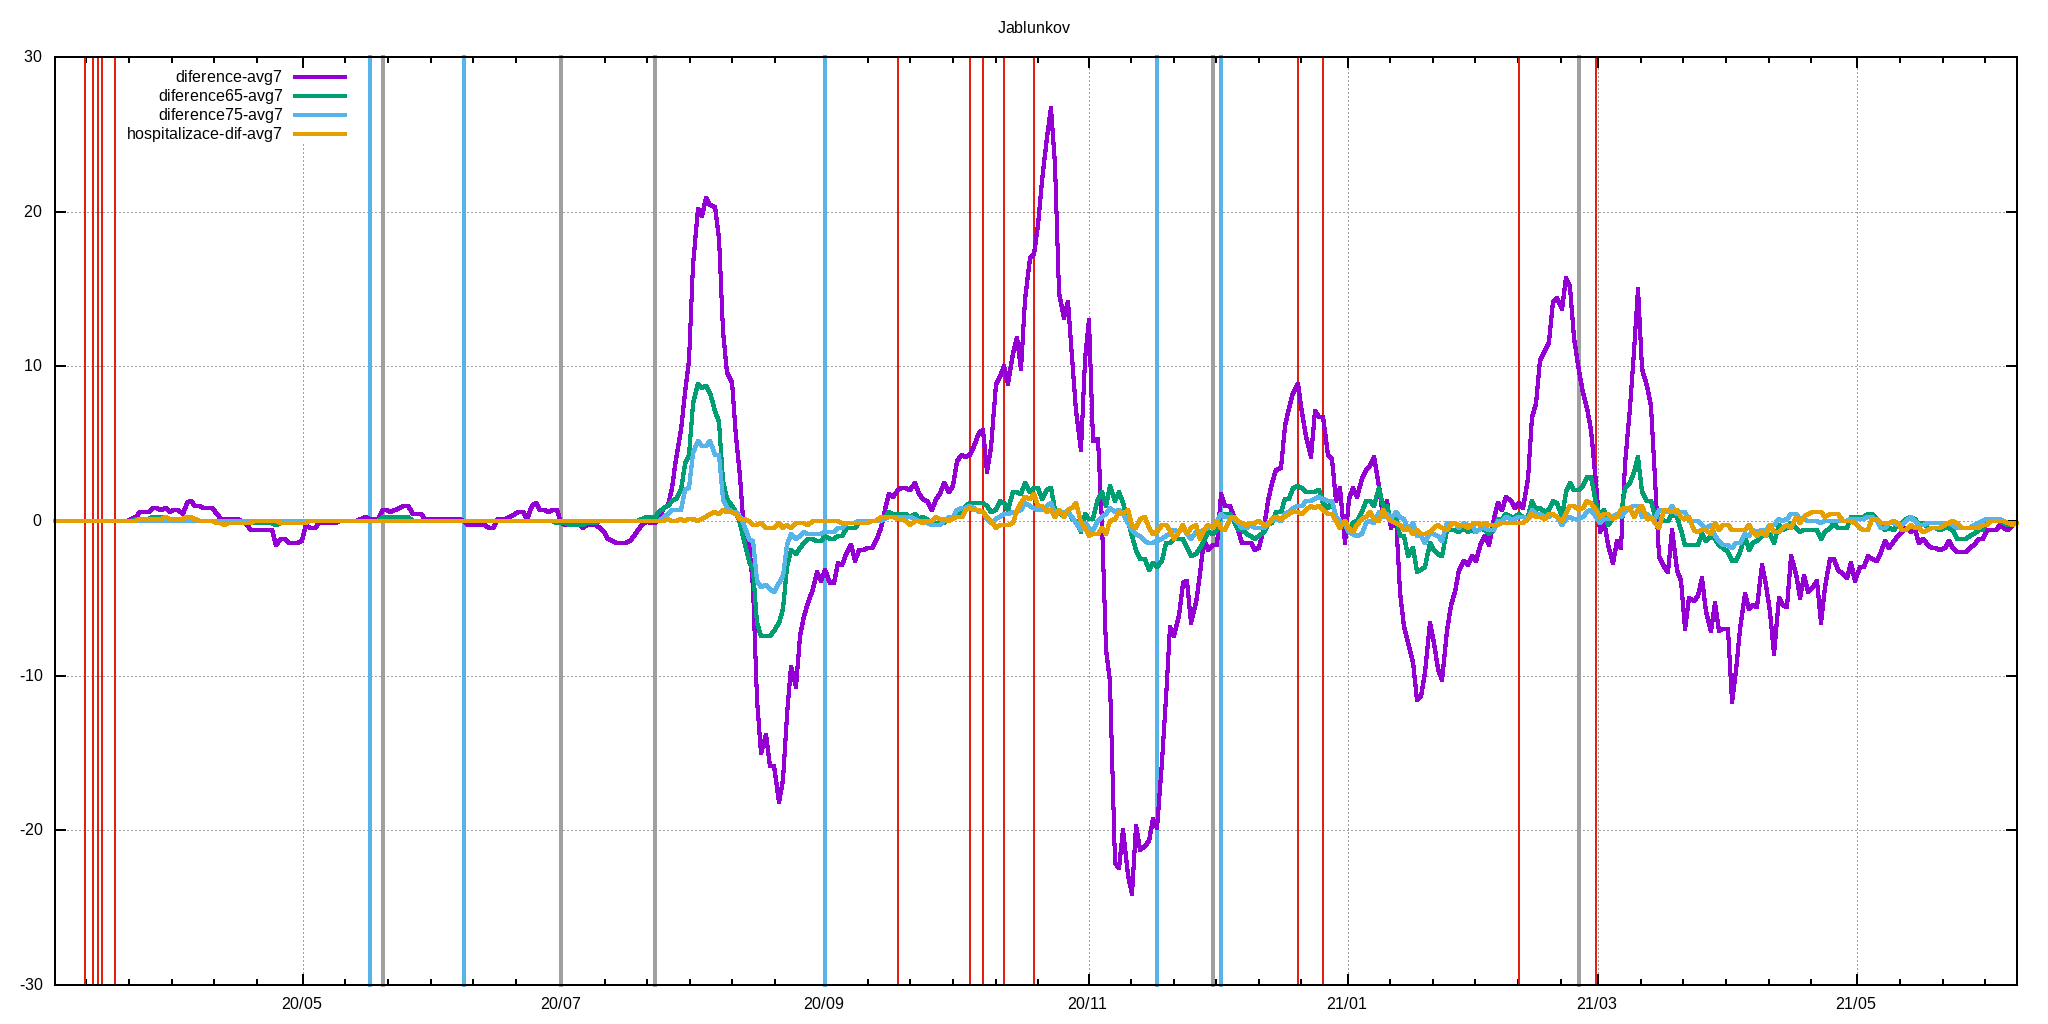 Jablunkov
diference-avg7
diference65-avg7
diference75-avg7
hospitalizace-dif-avg7
30
20
10
0
-10
-20
-30
20/05 20/07 20/09 20/11 21/01 21/03 21/05